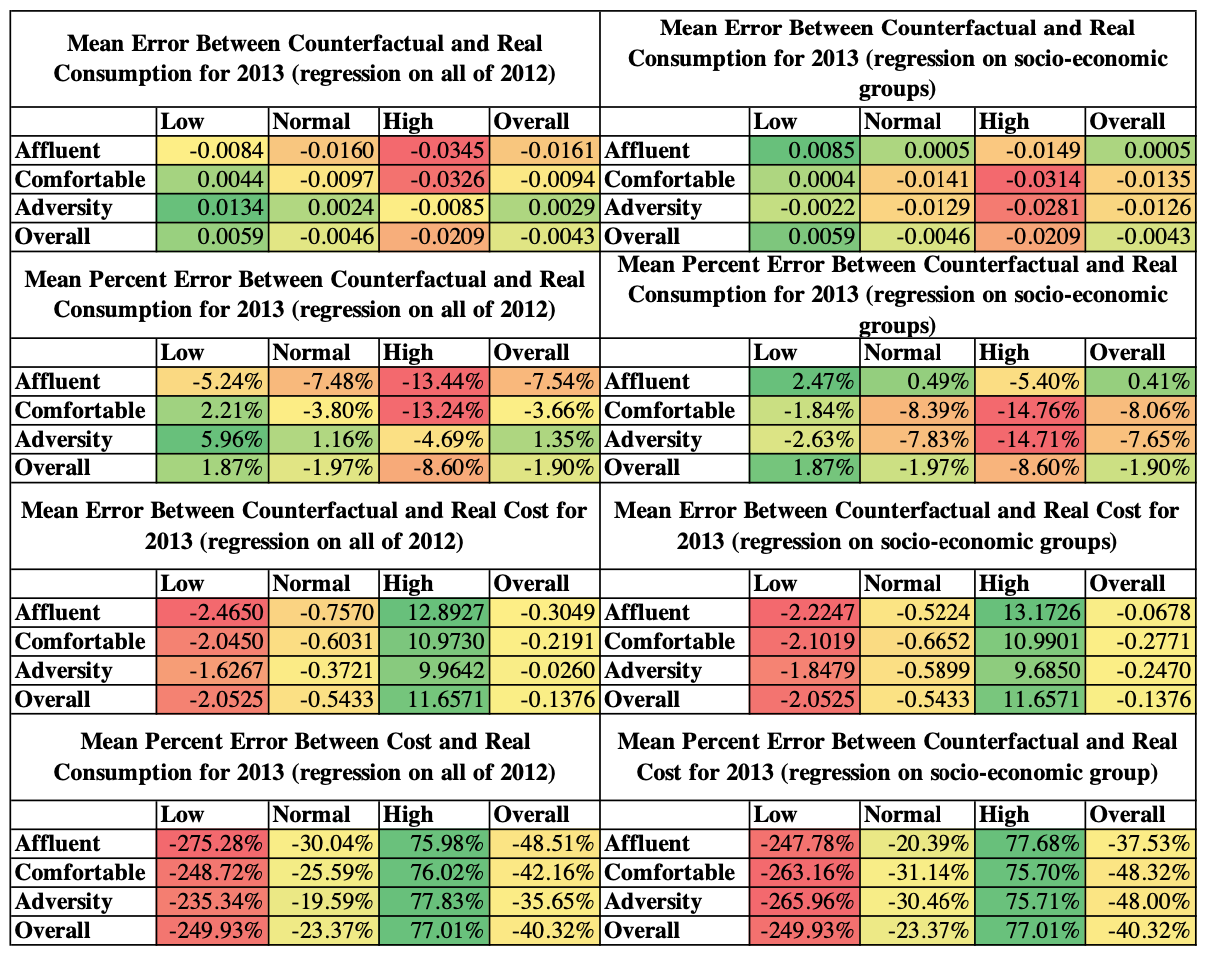 Mean Error Between Counterfactual and Real
Consumption for 2013 (regression on all of 2012)
Low Normal High Overall
Affluent -0.0084 -0.0160 -0.0345 -0.0161
Comfortable 0.0044 -0.0097 -0.0326 -0.0094
Adversity 0.0134 0.0024 -0.0085 0.0029
Overall 0.0059 -0.0046 -0.0209 -0.0043
Mean Error Between Counterfactual and Real
Consumption for 2013 (regression on socio-economic
groups)
Low Normal High Overall
Affluent 0.0085 0.0005 -0.0149 0.0005
Comfortable 0.0004 -0.0141 -0.0314 -0.0135
Adversity -0.0022 -0.0129 -0.0281 -0.0126
Overall 0.0059 -0.0046 -0.0209 -0.0043
Mean Percent Error Between Counterfactual and Real
Consumption for 2013 (regression on all of 2012)
Low Normal High Overall
Affluent -5.24% -7.48% -13.44% -7.54%
Comfortable 2.21% -3.80% -13.24% -3.66%
Adversity 5.96% 1.16% -4.69% 1.35%
Overall 1.87% -1.97% -8.60% -1.90%
Mean Percent Error Between Counterfactual and Real
Consumption for 2013 (regression on socio-economic
groups)
Low Normal High Overall
Affluent 2.47% 0.49% -5.40% 0.41%
Comfortable -1.84% -8.39% -14.76% -8.06%
Adversity -2.63% -7.83% -14.71% -7.65%
Overall 1.87% -1.97% -8.60% -1.90%
Mean Error Between Counterfactual and Real Cost for
2013 (regression on all of 2012)
Low Normal High Overall
Affluent -2.4650 -0.7570 12.8927 -0.3049
Comfortable -2.0450 -0.6031 10.9730 -0.2191
Adversity -1.6267 -0.3721 9.9642 -0.0260
Overall -2.0525 -0.5433 11.6571 -0.1376
Mean Error Between Counterfactual and Real Cost for
2013 (regression on socio-economic groups)
Low Normal High Overall
Affluent -2.2247 -0.5224 13.1726 -0.0678
Comfortable -2.1019 -0.6652 10.9901 -0.2771
Adversity -1.8479 -0.5899 9.6850 -0.2470
Overall -2.0525 -0.5433 11.6571 -0.1376
Mean Percent Error Between Cost and Real
Consumption for 2013 (regression on all of 2012)
Low Normal High Overall
Affluent -275.28% -30.04% 75.98% -48.51%
Comfortable -248.72% -25.59% 76.02% -42.16%
Adversity -235.34% -19.59% 77.83% -35.65%
Overall -249.93% -23.37% 77.01% -40.32%
Mean Percent Error Between Counterfactual and Real
Cost for 2013 (regression on socio-economic group)
Low Normal High Overall
Affluent -247.78% -20.39% 77.68% -37.53%
Comfortable -263.16% -31.14% 75.70% -48.32%
Adversity -265.96% -30.46% 75.71% -48.00%
Overall -249.93% -23.37% 77.01% -40.32%